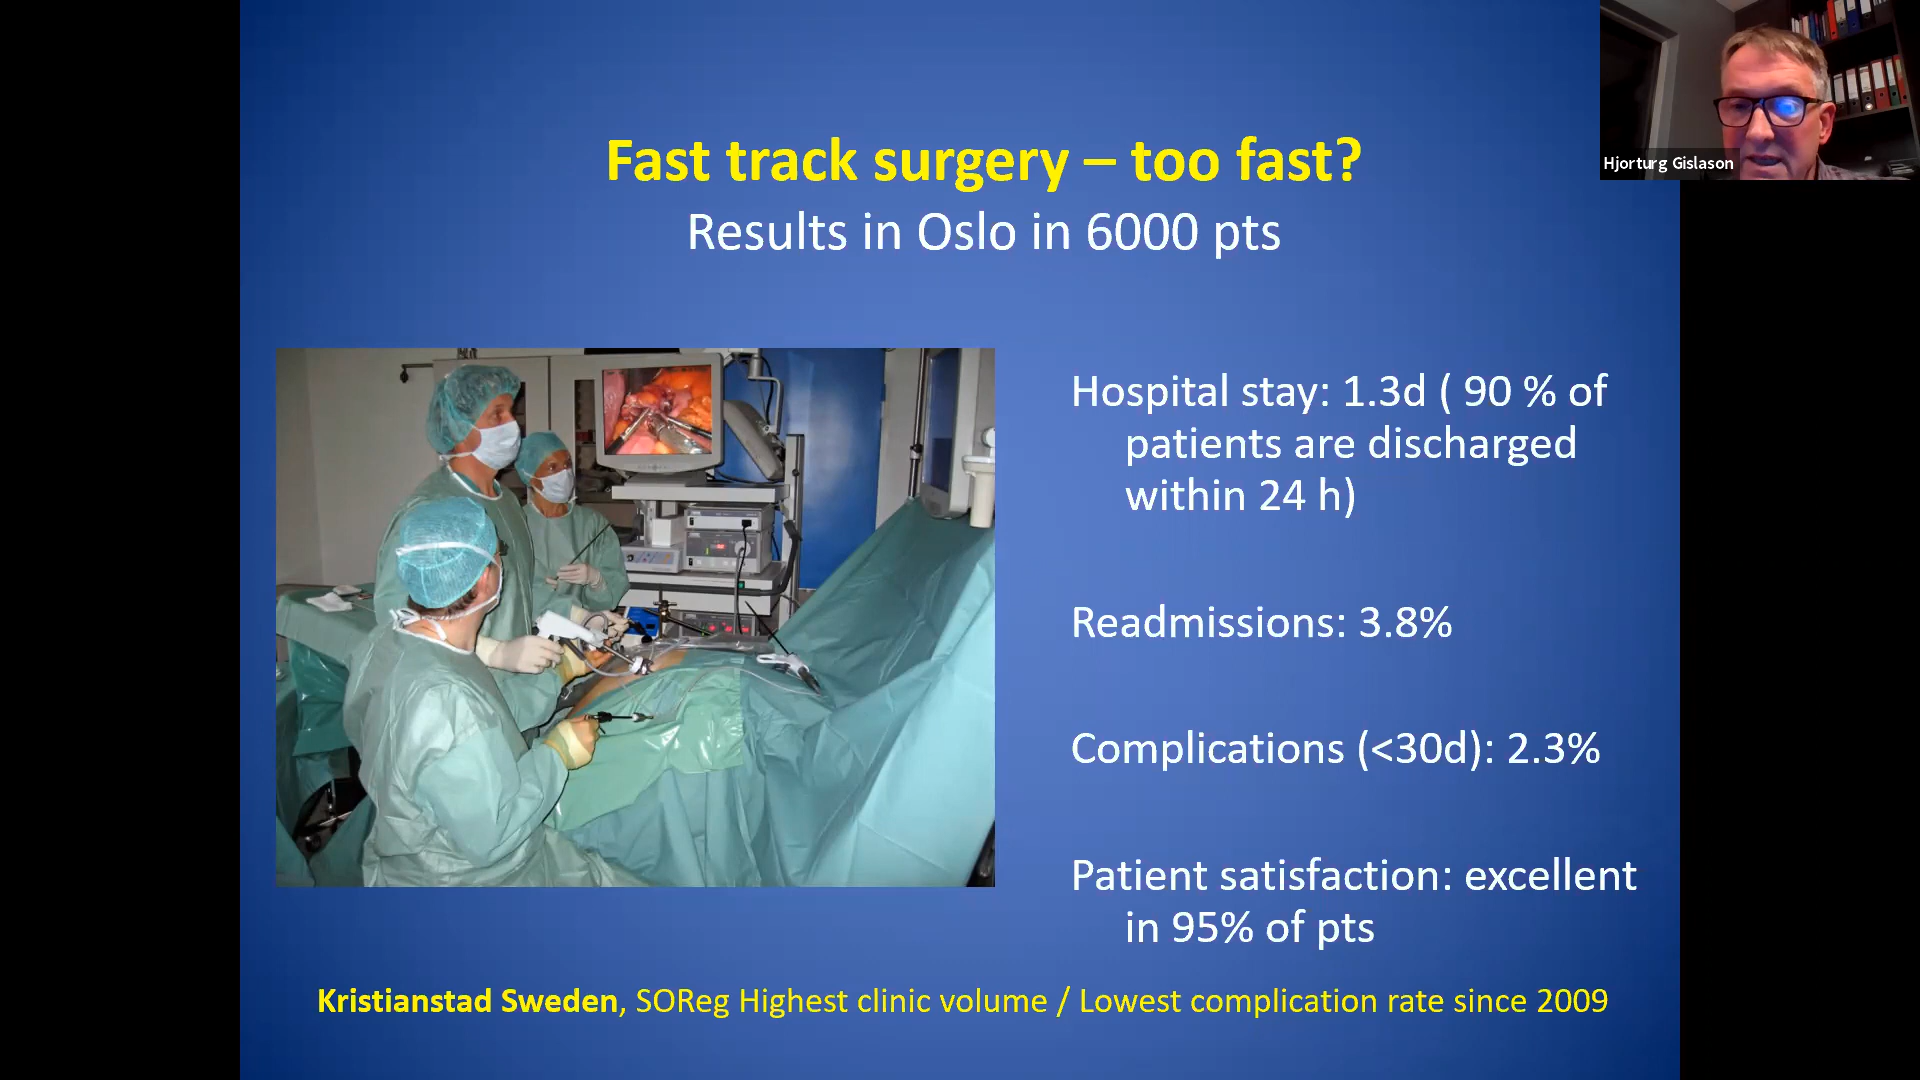 Fast track surgery – too fast?
Results in Oslo in 6000 pts
Hjorturg Gislason
Hospital stay: 1.3d ( 90 % of
patients are discharged
within 24 h)
Readmissions: 3.8%
Complications (<30d): 2.3%
Patient satisfaction: excellent
in 95% of pts
Kristianstad Sweden, SOReg Highest clinic volume / Lowest complication rate since 2009